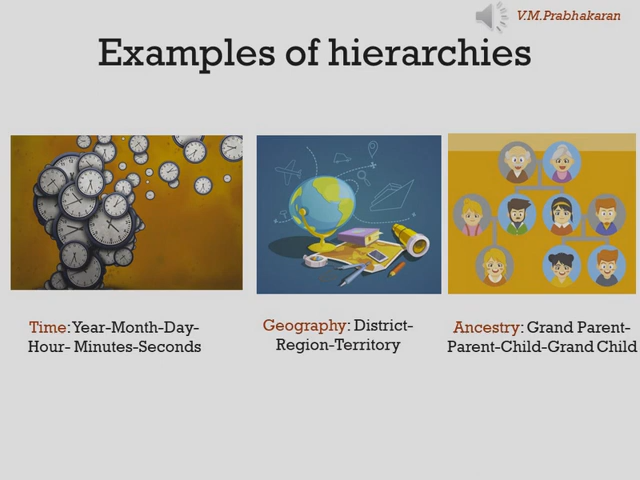 V.M.Prabhakaran
Examples of hierarchies
Time: Year-Month-Day-
Hour- Minutes-Seconds
Geography: District-
Region-Territory
Ancestry: Grand Parent-
Parent-Child-Grand Child